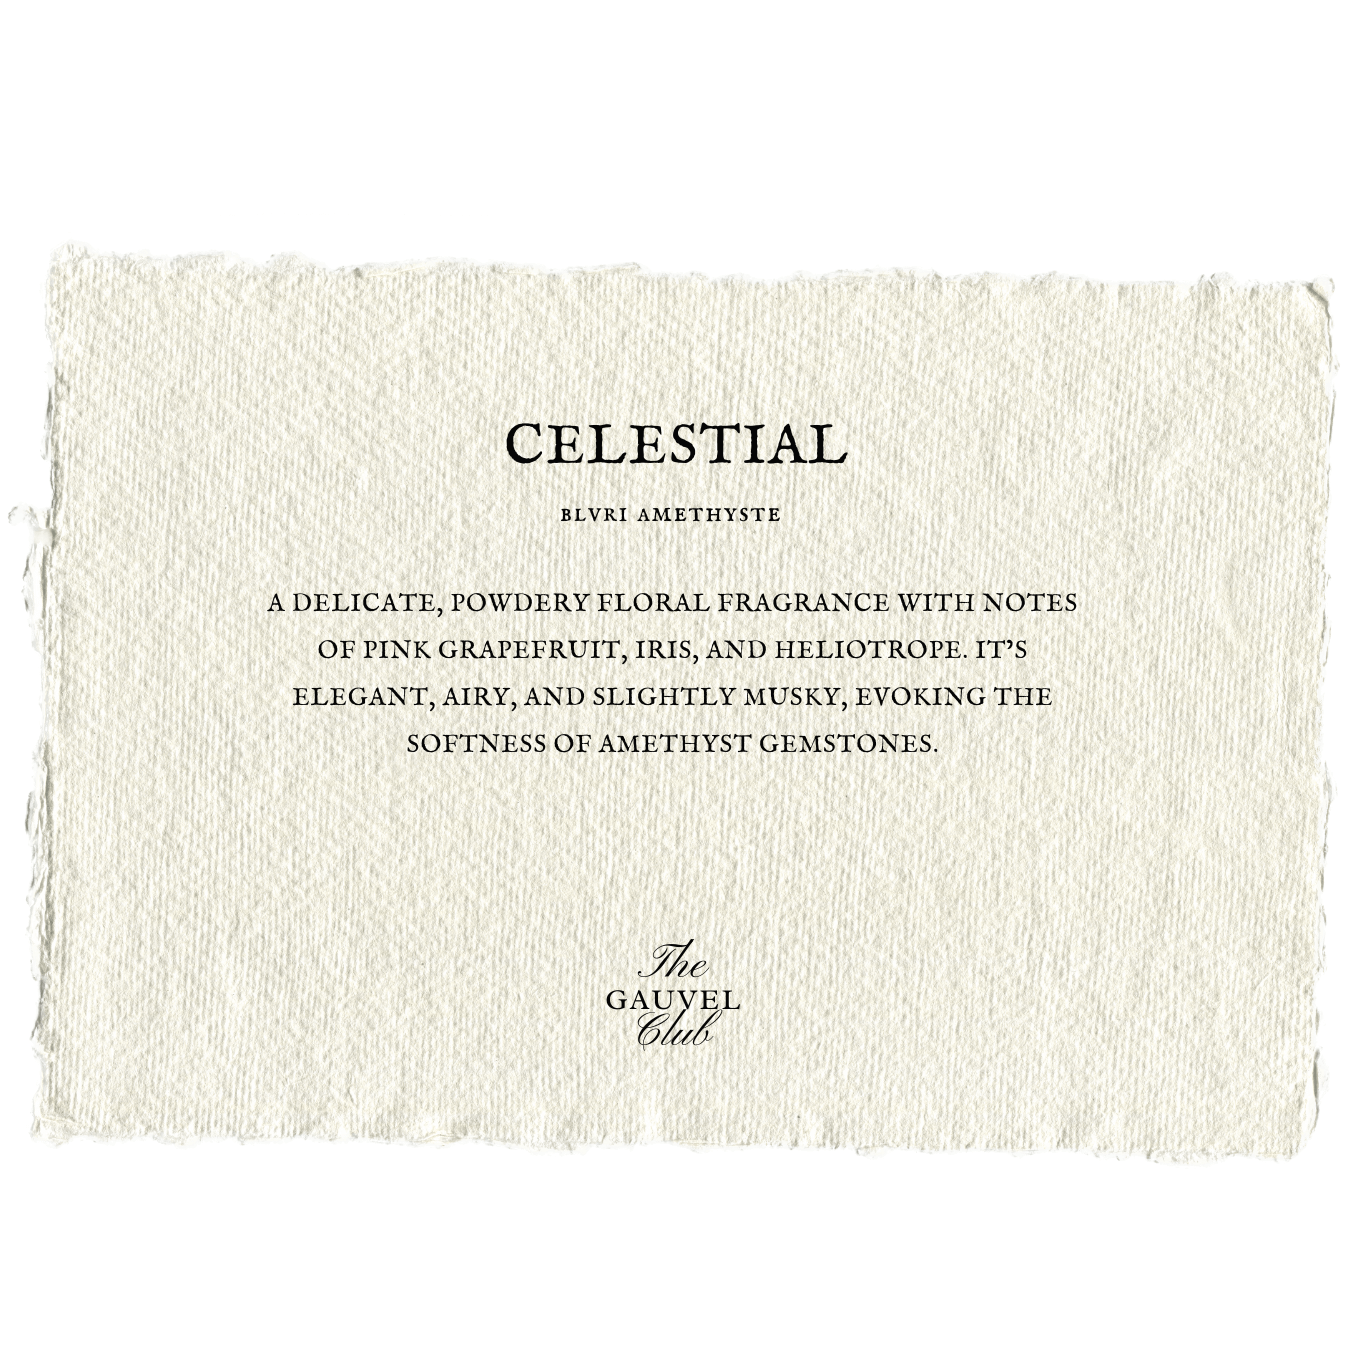 CELESTIAL
BLVRI AMETHYSTE
A DELICATE, POWDERY FLORAL FRAGRANCE WITH NOTES
OF PINK GRAPEFRUIT, IRIS, AND HELIOTROPE. IT'S
ELEGANT, AIRY, AND SLIGHTLY MUSKY, EVOKING THE
SOFTNESS OF AMETHYST GEMSTONES.
The
GAUVEL
Club